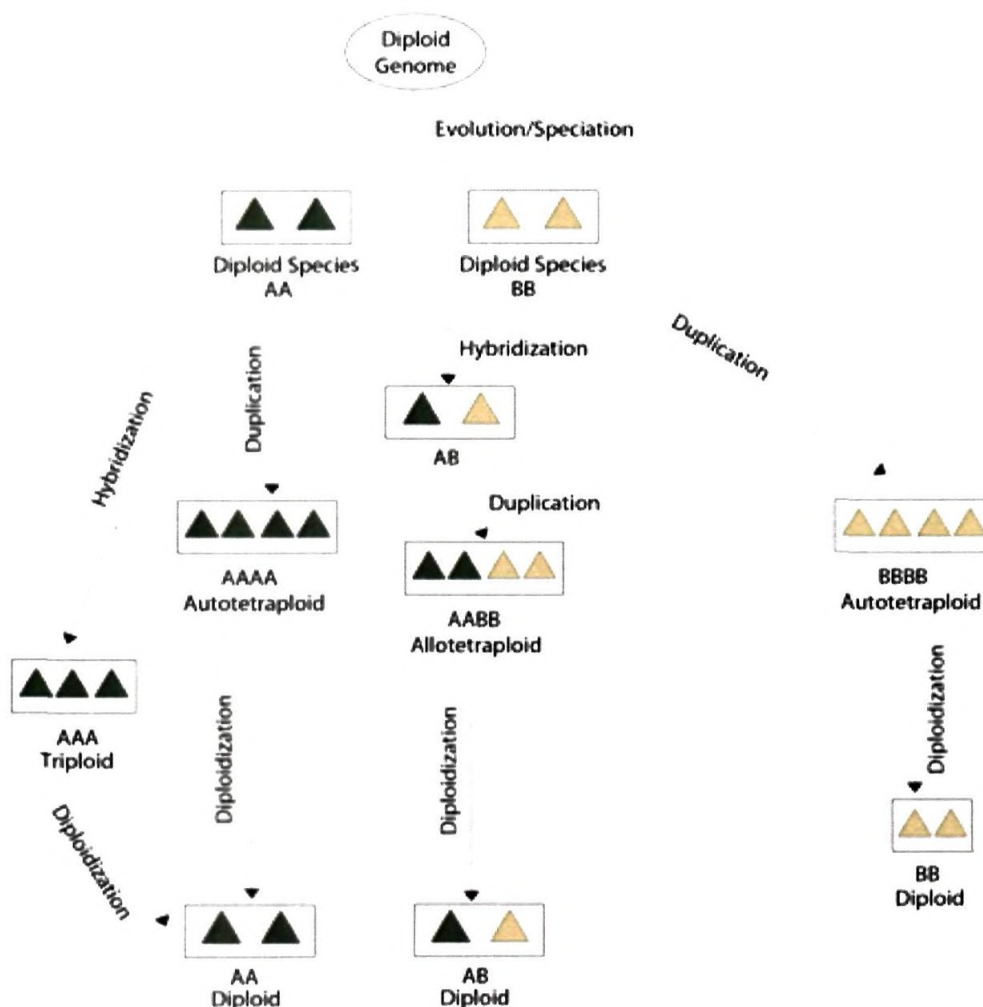 Diploid
Genome
Evolution/Speciation
Diploid Species
AA
Diploid Species
BB
Hybridization
Duplication
Hybridization
Duplication
AB
Duplication
AAAA
Autotetraploid
AABB
Allotetraploid
BBBB
Autotetraploid
AAA
Triploid
Diploidization
Diploidization
Diploidization
Diploidization
BB
Diploid
AA
Diploid
AB
Diploid